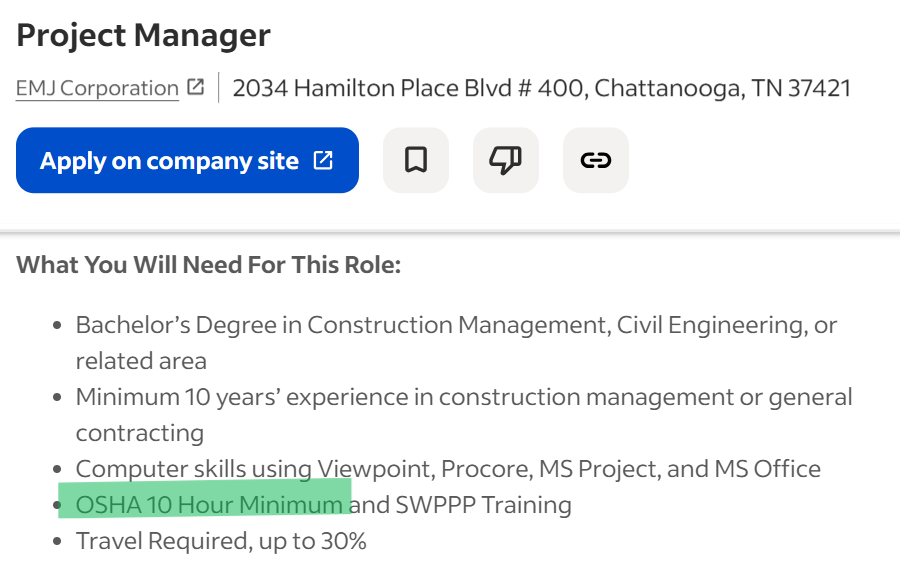 Project Manager
EMJ Corporation | 2034 Hamilton Place Blvd # 400, Chattanooga, TN 37421
Apply on company site
What You Will Need For This Role:
• Bachelor’s Degree in Construction Management, Civil Engineering, or
related area
• Minimum 10 years’ experience in construction management or general
contracting
• Computer skills using Viewpoint, Procore, MS Project, and MS Office
• OSHA 10 Hour Minimum and SWPPP Training
• Travel Required, up to 30%